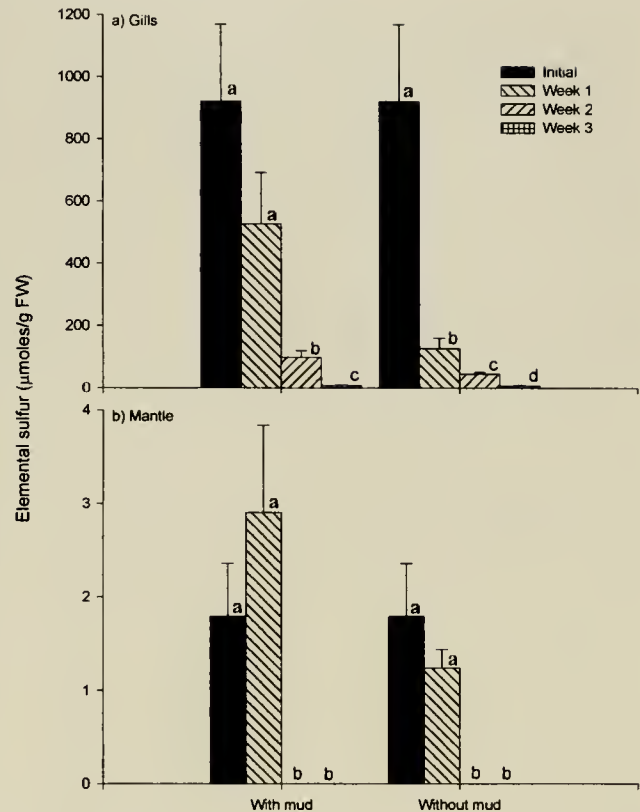 a) Gills
1200
1000
800
600
400
200
0
a
a
b
c
a
b
c
d
Initial
Week 1
Week 2
Week 3
Elemental sulfur (µmoles/g FW)
b) Mantle
4
3
2
1
0
a
a
b
b
a
a
b
b
With mud
Without mud